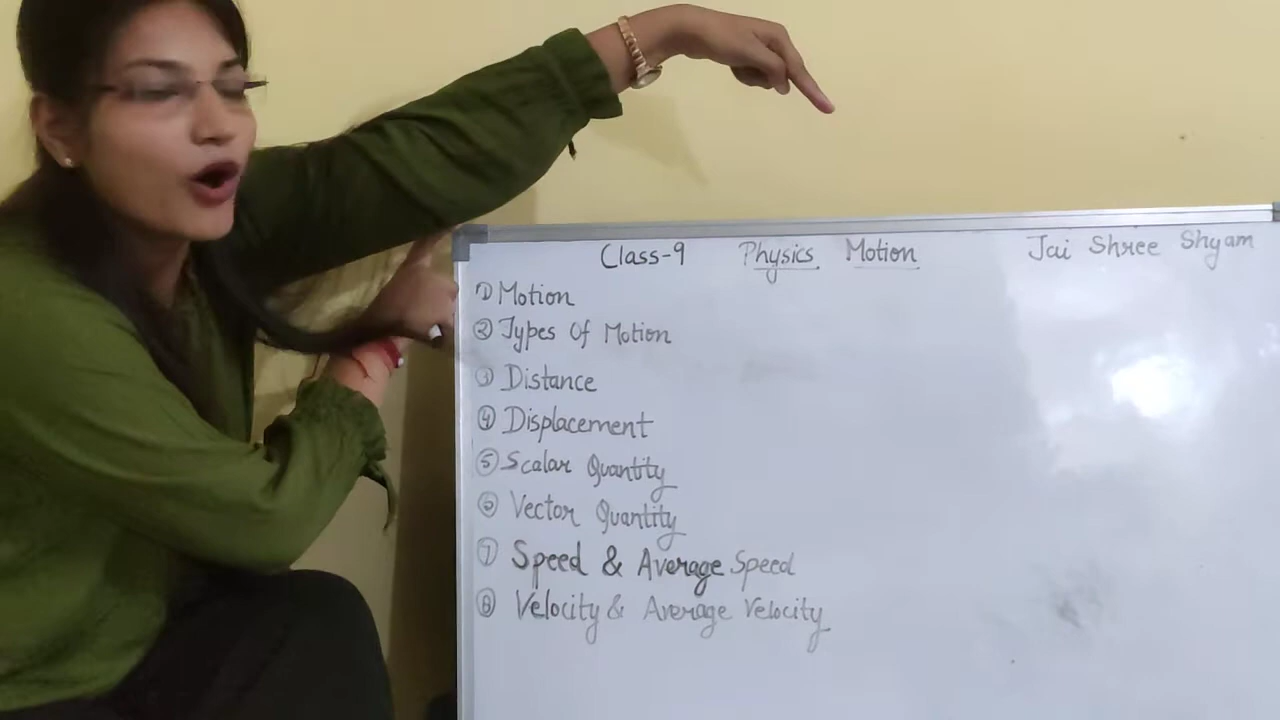 Class-9 Physics Motion Jai Shree Shyam
① Motion
② Types Of Motion
③ Distance
④ Displacement
⑤ Scalar Quantity
⑥ Vector Quantity
⑦ Speed & Average Speed
⑧ Velocity & Average Velocity